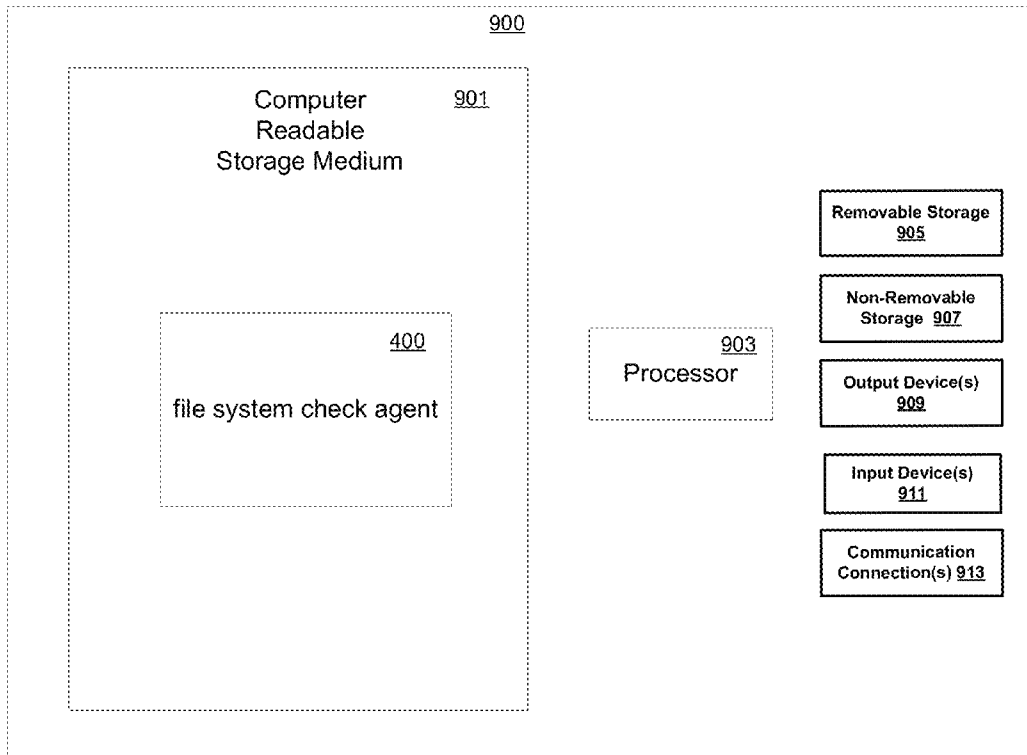 900
Computer 901
Readable
Storage Medium
400
file system check agent
903
Processor
Removable Storage
905
Non-Removable
Storage 907
Output Device(s)
909
Input Device(s)
911
Communication
Connection(s) 913